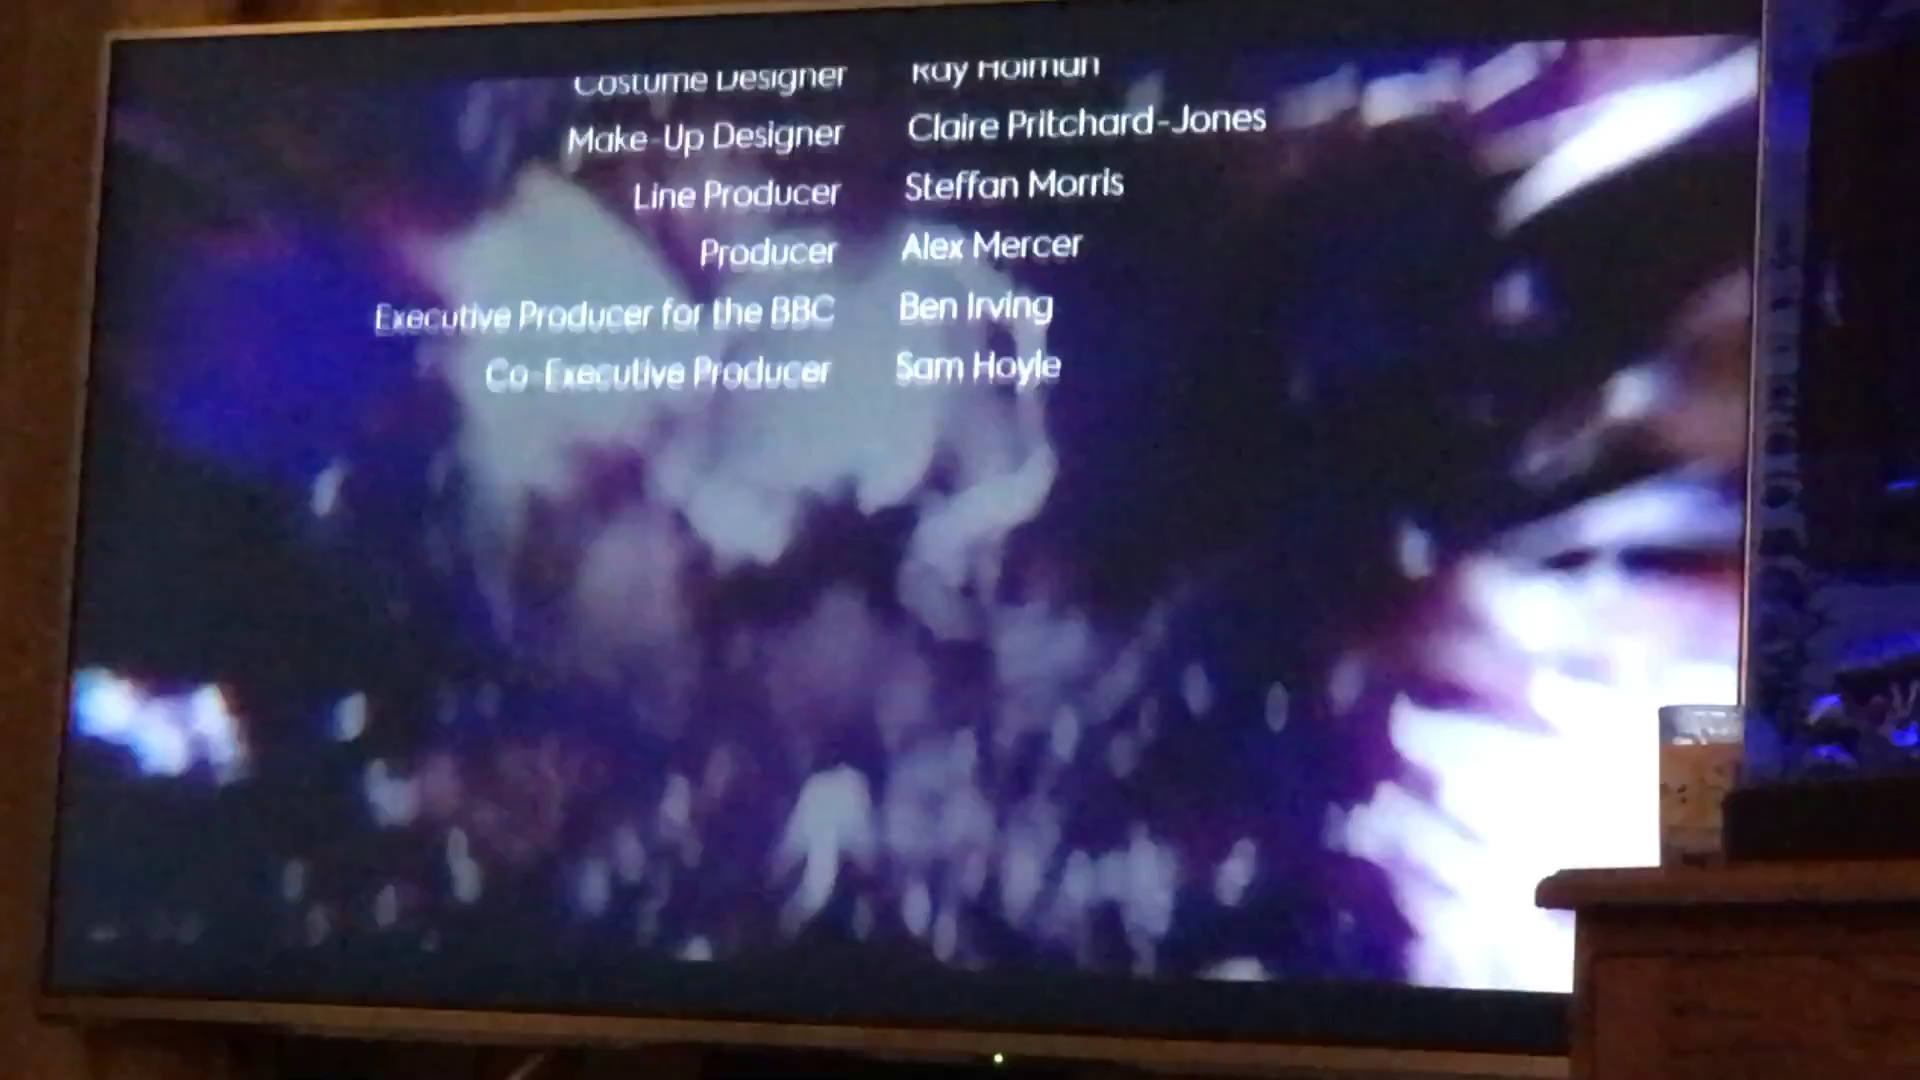 Costume Designer Ray Holman
Make-Up Designer Claire Pritchard-Jones
Line Producer Steffan Morris
Producer Alex Mercer
Executive Producer for the BBC Ben Irving
Co-Executive Producer Sam Hoyle